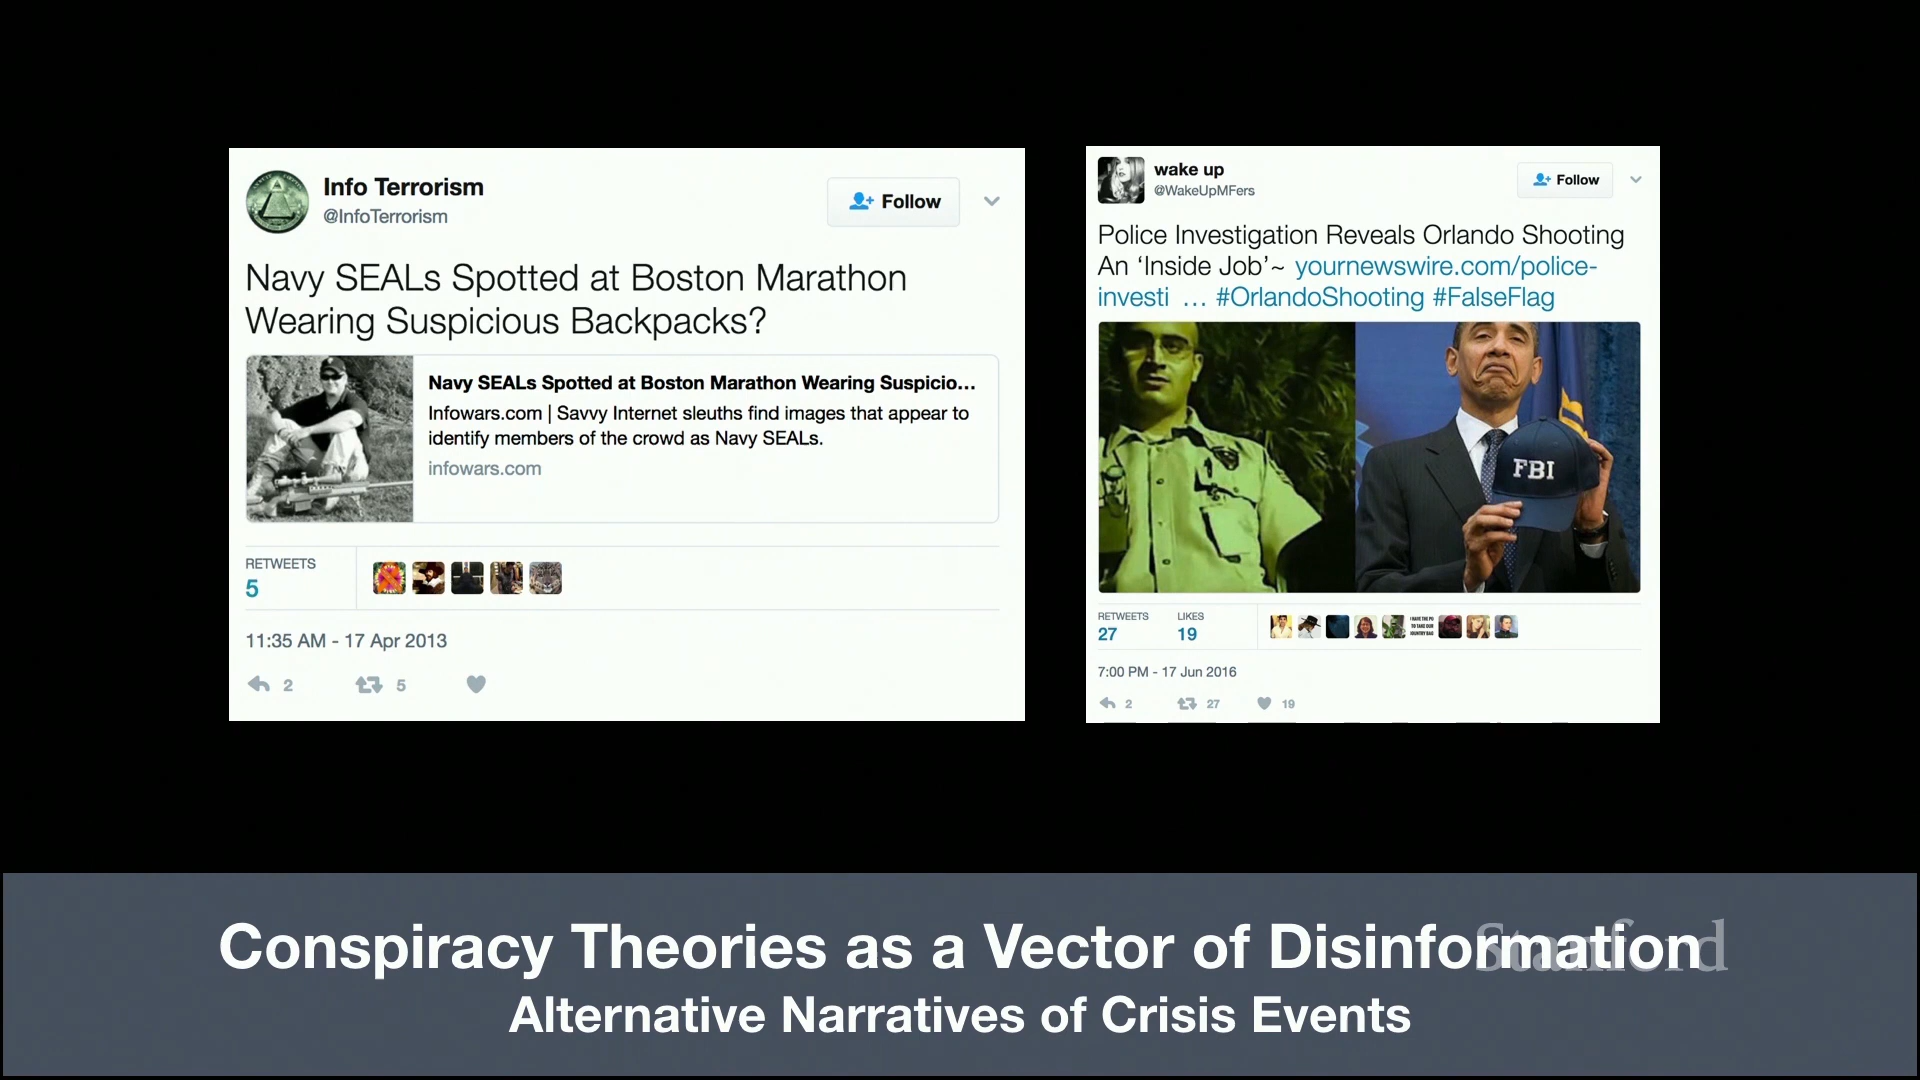 Info Terrorism
@InfoTerrorism
Follow
Navy SEALs Spotted at Boston Marathon
Wearing Suspicious Backpacks?
Navy SEALs Spotted at Boston Marathon Wearing Suspicio...
Infowars.com | Savvy Internet sleuths find images that appear to
identify members of the crowd as Navy SEALs.
infowars.com
RETWEETS
5
11:35 AM - 17 Apr 2013
2 5
wake up
@WakeUpMFers
Follow
Police Investigation Reveals Orlando Shooting
An ‘Inside Job’~ yournewswire.com/police-
investi … #OrlandoShooting #FalseFlag
FBI
RETWEETS LIKES
27 19
7:00 PM - 17 Jun 2016
2 27 19
Conspiracy Theories as a Vector of Disinformation
Stanford
Alternative Narratives of Crisis Events